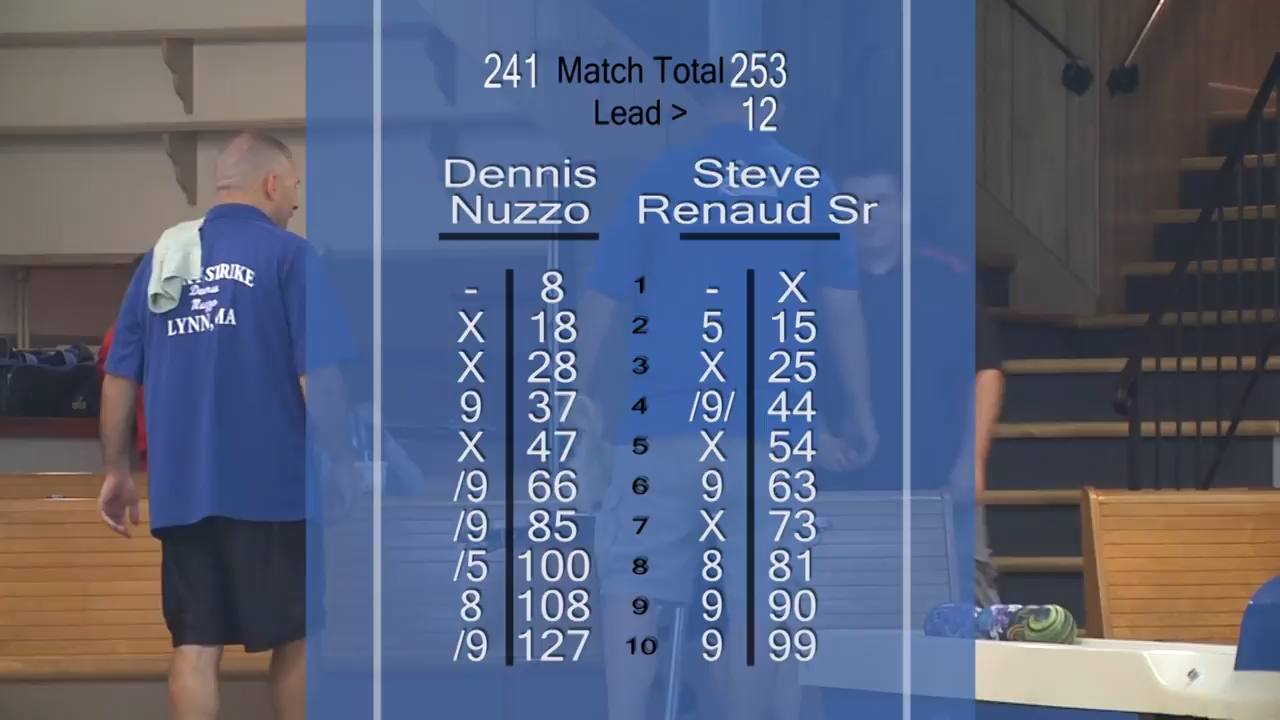 241 Match Total 253
Lead > 12
Dennis Steve
Nuzzo Renaud Sr
- 8 1 - X
X 18 2 5 15
X 28 3 X 25
9 37 4 /9/ 44
X 47 5 X 54
/9 66 6 9 63
/9 85 7 X 73
/5 100 8 8 81
8 108 9 9 90
/9 127 10 9 99
STRIKE
Dennis
Nuzzo
LYNN, MA